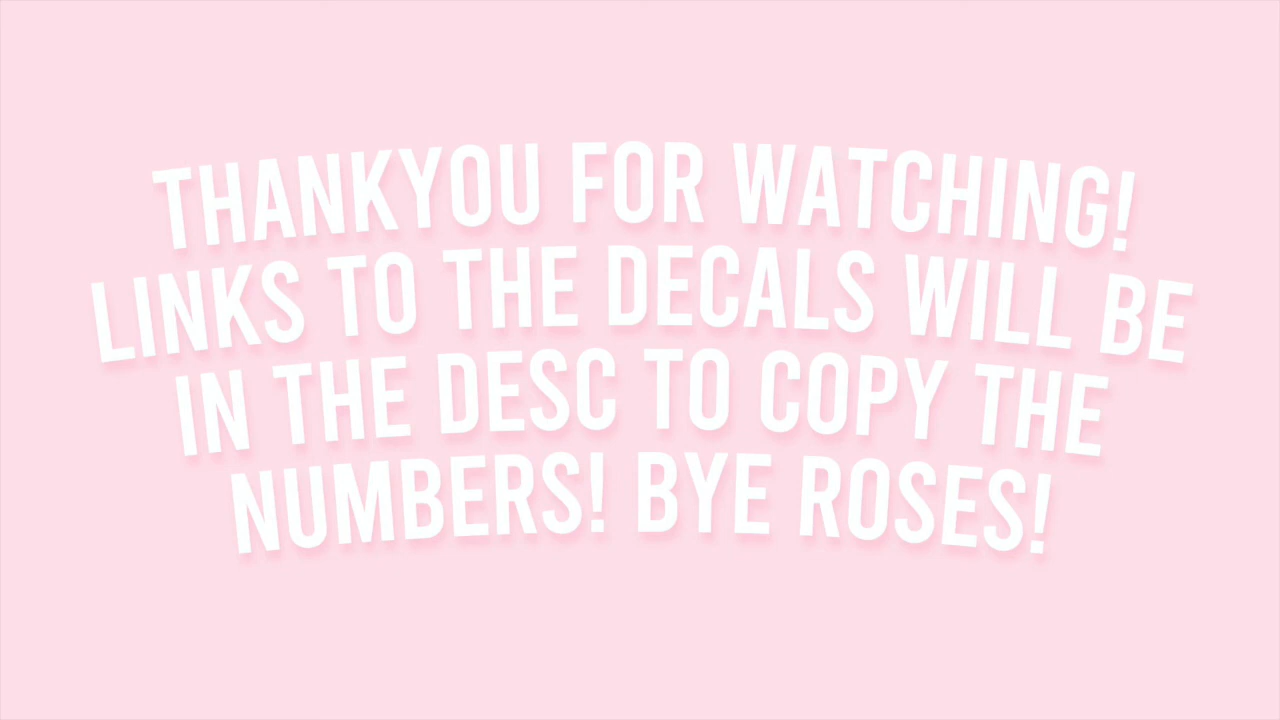 THANKYOU FOR WATCHING!
LINKS TO THE DECALS WILL BE
IN THE DESC TO COPY THE
NUMBERS! BYE ROSES!